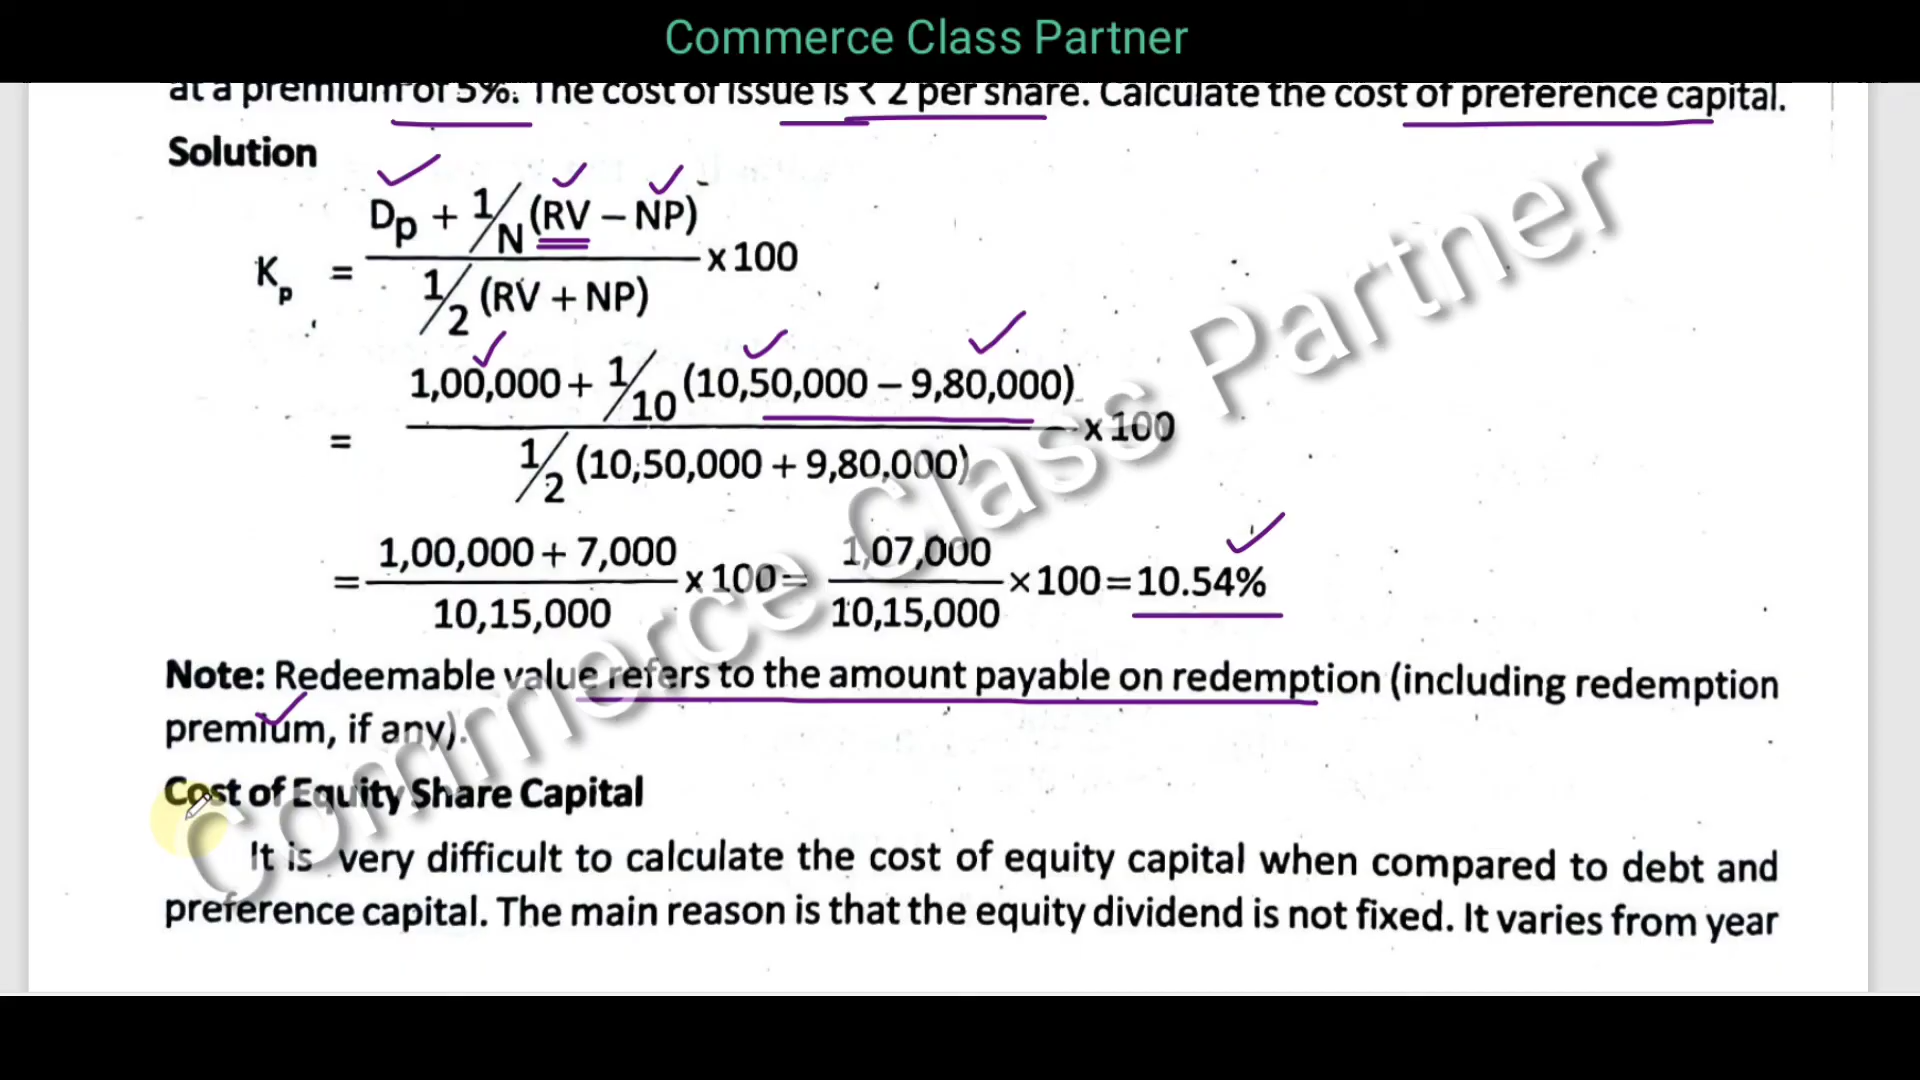 Commerce Class Partner
at a premium of 5%. The cost of issue is ₹ 2 per share. Calculate the cost of preference capital.
Solution
Kp = Dp + 1/N (RV – NP) / 1/2 (RV + NP) x 100
= 1,00,000 + 1/10 (10,50,000 – 9,80,000) / 1/2 (10,50,000 + 9,80,000) x 100
= 1,00,000 + 7,000 / 10,15,000 x 100 = 1,07,000 / 10,15,000 × 100 = 10.54%
Note: Redeemable value refers to the amount payable on redemption (including redemption
premium, if any).
Cost of Equity Share Capital
It is very difficult to calculate the cost of equity capital when compared to debt and
preference capital. The main reason is that the equity dividend is not fixed. It varies from year
Commerce Class Partner